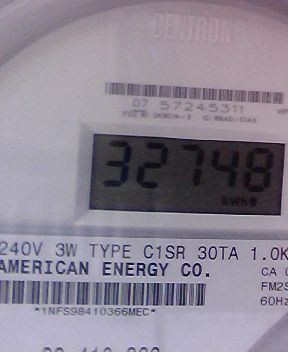 CENTRON
07 57245311
32748
kWh
240V 3W TYPE C1SR 30TA 1.0K
AMERICAN ENERGY CO.
CA
FM2S
60Hz
*1NFS98410366MEC*